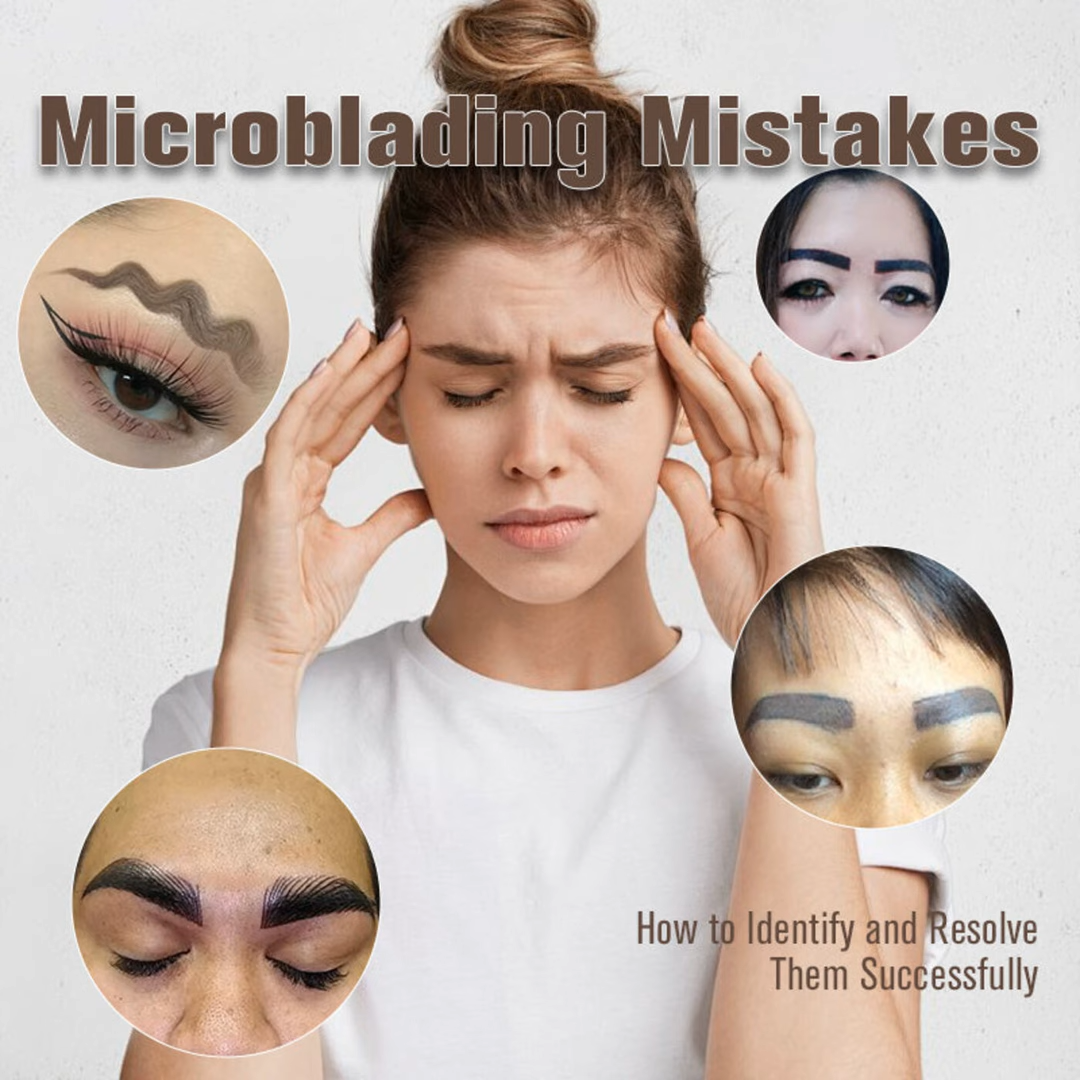 Microblading Mistakes
How to Identify and Resolve
Them Successfully